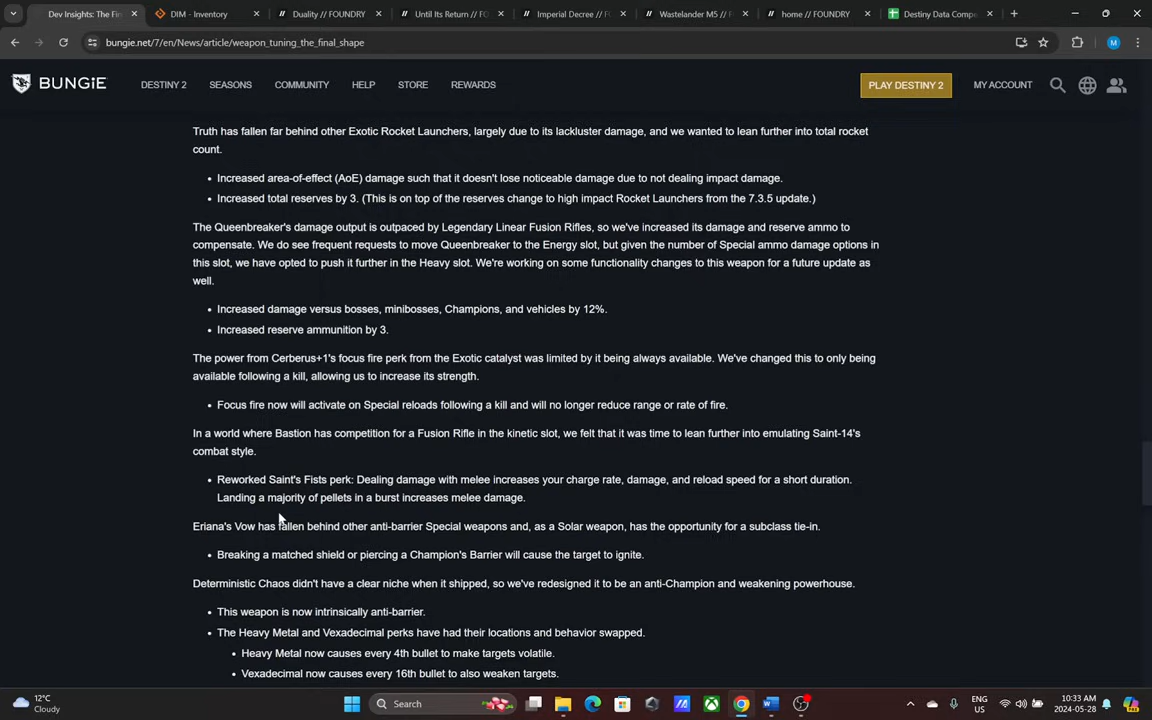 Dev Insights: The Fi
DIM - Inventory
Duality // FOUNDRY
Until Its Return // FO
Imperial Decree // F
Wastelander M5 // F
home // FOUNDRY
Destiny Data Comp
bungie.net/7/en/News/article/weapon_tuning_the_final_shape
M
BUNGiE
DESTINY 2
SEASONS
COMMUNITY
HELP
STORE
REWARDS
PLAY DESTINY 2
MY ACCOUNT
Truth has fallen far behind other Exotic Rocket Launchers, largely due to its lackluster damage, and we wanted to lean further into total rocket
count.
• Increased area-of-effect (AoE) damage such that it doesn't lose noticeable damage due to not dealing impact damage.
• Increased total reserves by 3. (This is on top of the reserves change to high impact Rocket Launchers from the 7.3.5 update.)
The Queenbreaker's damage output is outpaced by Legendary Linear Fusion Rifles, so we've increased its damage and reserve ammo to
compensate. We do see frequent requests to move Queenbreaker to the Energy slot, but given the number of Special ammo damage options in
this slot, we have opted to push it further in the Heavy slot. We're working on some functionality changes to this weapon for a future update as
well.
• Increased damage versus bosses, minibosses, Champions, and vehicles by 12%.
• Increased reserve ammunition by 3.
The power from Cerberus+1's focus fire perk from the Exotic catalyst was limited by it being always available. We've changed this to only being
available following a kill, allowing us to increase its strength.
• Focus fire now will activate on Special reloads following a kill and will no longer reduce range or rate of fire.
In a world where Bastion has competition for a Fusion Rifle in the kinetic slot, we felt that it was time to lean further into emulating Saint-14's
combat style.
• Reworked Saint's Fists perk: Dealing damage with melee increases your charge rate, damage, and reload speed for a short duration.
Landing a majority of pellets in a burst increases melee damage.
Eriana's Vow has fallen behind other anti-barrier Special weapons and, as a Solar weapon, has the opportunity for a subclass tie-in.
• Breaking a matched shield or piercing a Champion's Barrier will cause the target to ignite.
Deterministic Chaos didn't have a clear niche when it shipped, so we've redesigned it to be an anti-Champion and weakening powerhouse.
• This weapon is now intrinsically anti-barrier.
• The Heavy Metal and Vexadecimal perks have had their locations and behavior swapped.
• Heavy Metal now causes every 4th bullet to make targets volatile.
• Vexadecimal now causes every 16th bullet to also weaken targets.
12°C
Cloudy
Search
ENG
US
10:33 AM
2024-05-28